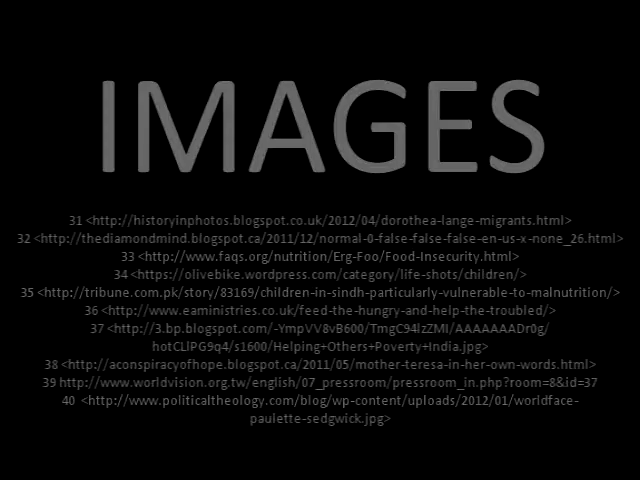 IMAGES
31 <http://historyinphotos.blogspot.co.uk/2012/04/dorothea-lange-migrants.html>
32 <http://thediamondmind.blogspot.ca/2011/12/normal-0-false-false-false-en-us-x-none_26.html>
33 <http://www.faqs.org/nutrition/Erg-Foo/Food-Insecurity.html>
34 <https://olivebike.wordpress.com/category/life-shots/children/>
35 <http://tribune.com.pk/story/83169/children-in-sindh-particularly-vulnerable-to-malnutrition/>
36 <http://www.eaministries.co.uk/feed-the-hungry-and-help-the-troubled/>
37 <http://3.bp.blogspot.com/-YmpVV8vB600/TmgC94lzZMI/AAAAAAADr0g/
hotCLIPG9q4/s1600/Helping+Others+Poverty+India.jpg>
38 <http://aconspiracyofhope.blogspot.ca/2011/05/mother-teresa-in-her-own-words.html>
39 http://www.worldvision.org.tw/english/07_pressroom/pressroom_in.php?room=8&id=37
40 <http://www.politicaltheology.com/blog/wp-content/uploads/2012/01/worldface-
paulette-sedgwick.jpg>